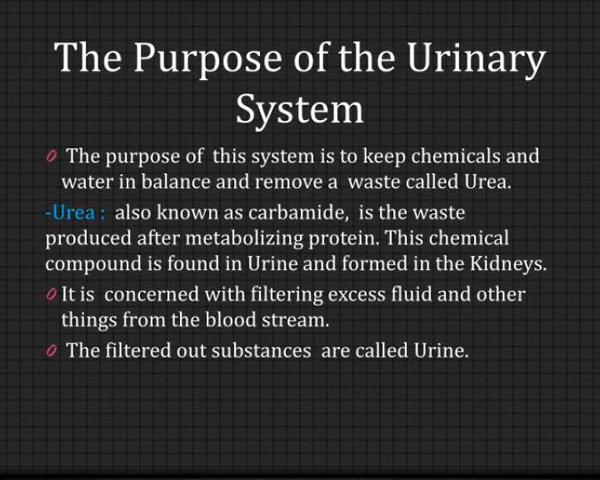 The Purpose of the Urinary
System
The purpose of this system is to keep chemicals and
water in balance and remove a waste called Urea.
-Urea : also known as carbamide, is the waste
produced after metabolizing protein. This chemical
compound is found in Urine and formed in the Kidneys.
It is concerned with filtering excess fluid and other
things from the blood stream.
The filtered out substances are called Urine.